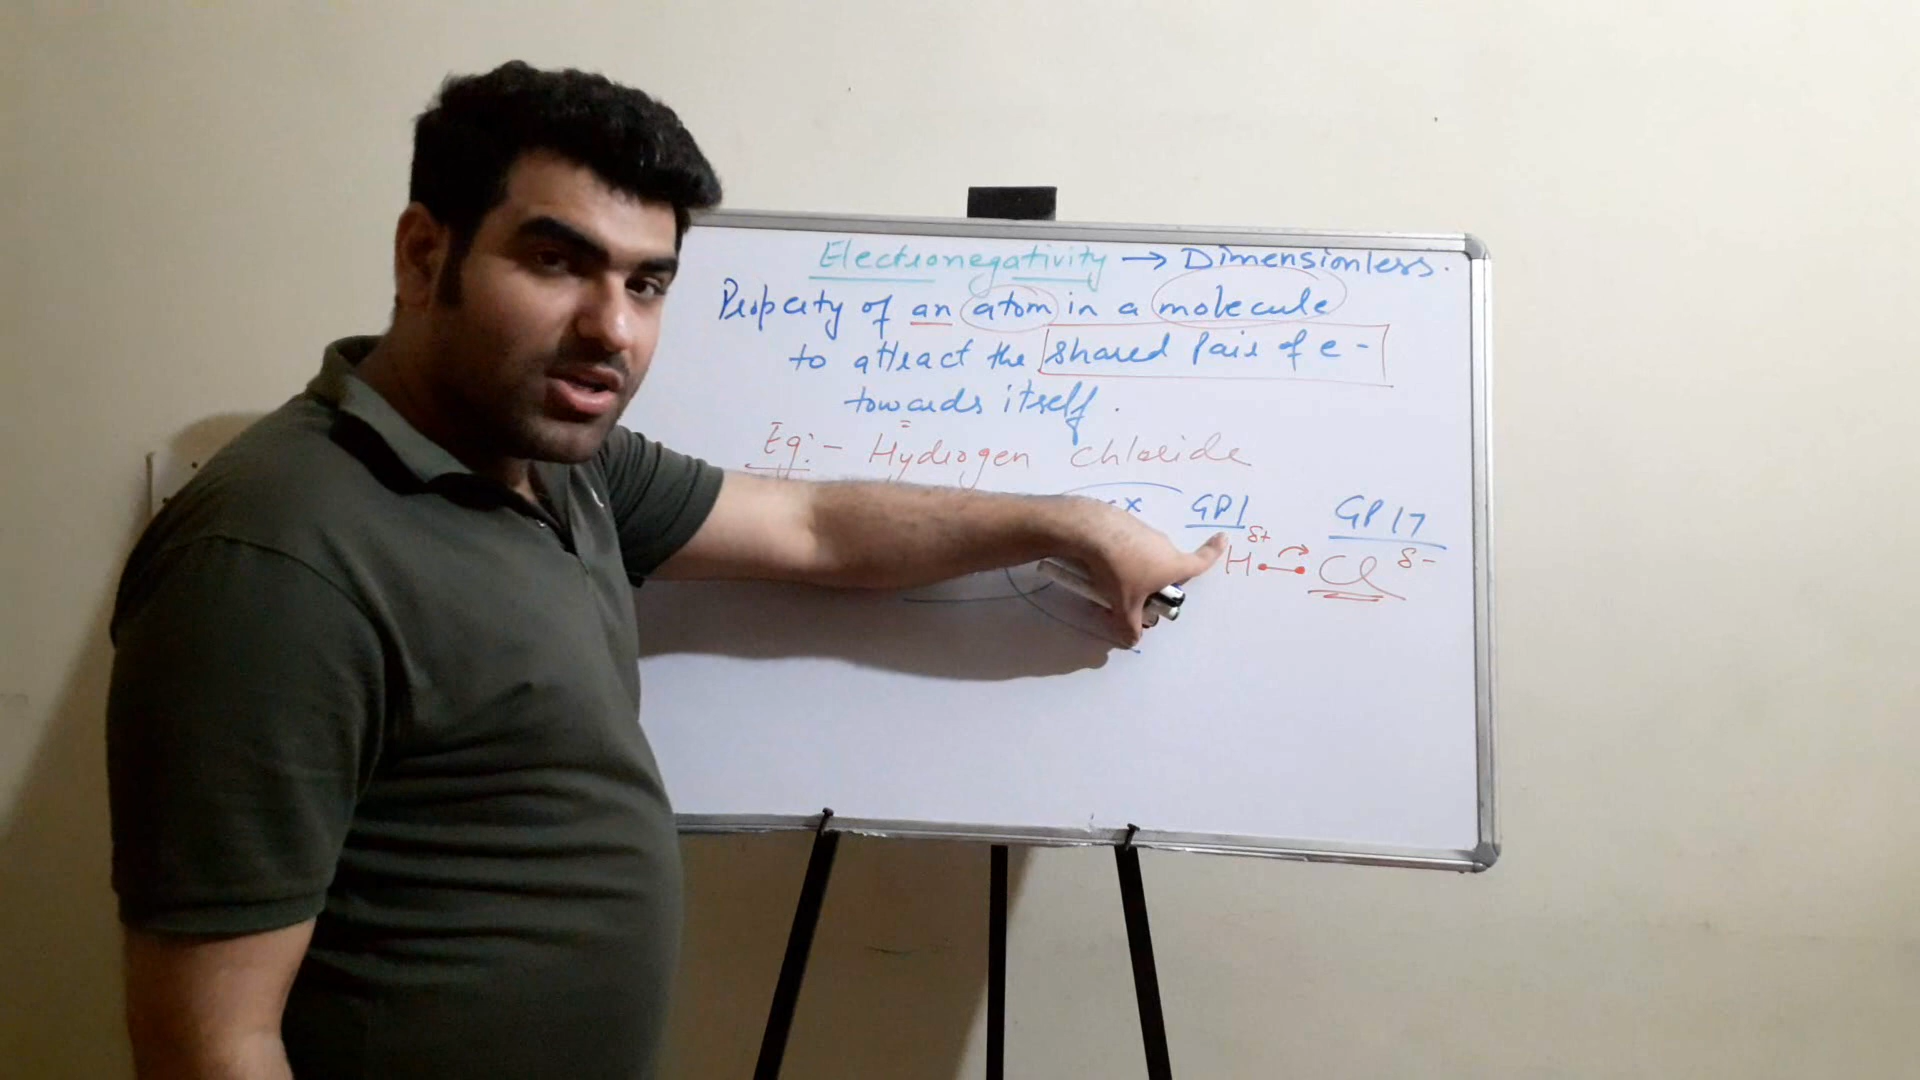 Electronegativity → Dimensionless.
Property of an atom in a molecule
to attract the shared pair of e-
towards itself.
Eg:- Hydrogen chloride
GP1 GP17
δ+ δ-
H Cl